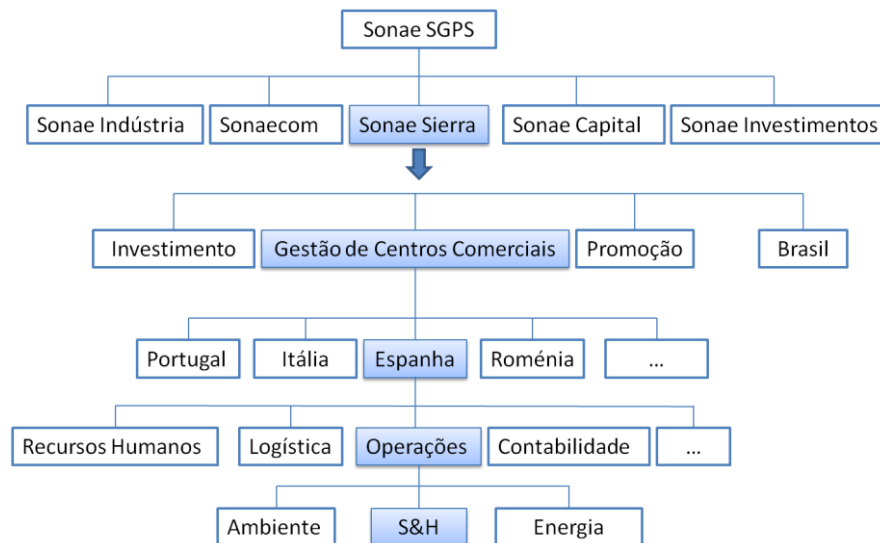 Sonae SGPS
Sonae Indústria
Sonaecom
Sonae Sierra
Sonae Capital
Sonae Investimentos
Investimento
Gestão de Centros Comerciais
Promoção
Brasil
Portugal
Itália
Espanha
Roménia
...
Recursos Humanos
Logística
Operações
Contabilidade
...
Ambiente
S&H
Energia